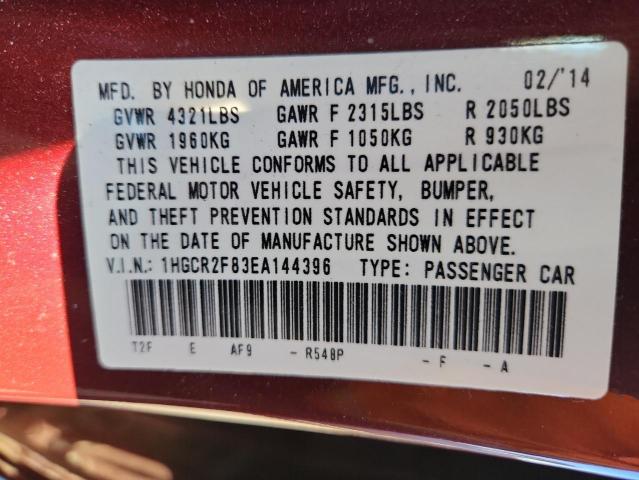 MFD. BY HONDA OF AMERICA MFG., INC. 02/'14
GVWR 4321LBS GAWR F 2315LBS R 2050LBS
GVWR 1960KG GAWR F 1050KG R 930KG
THIS VEHICLE CONFORMS TO ALL APPLICABLE
FEDERAL MOTOR VEHICLE SAFETY, BUMPER,
AND THEFT PREVENTION STANDARDS IN EFFECT
ON THE DATE OF MANUFACTURE SHOWN ABOVE.
V.I.N.: 1HGCR2F83EA144396 TYPE: PASSENGER CAR
T2F E AF9 - R548P - F - A